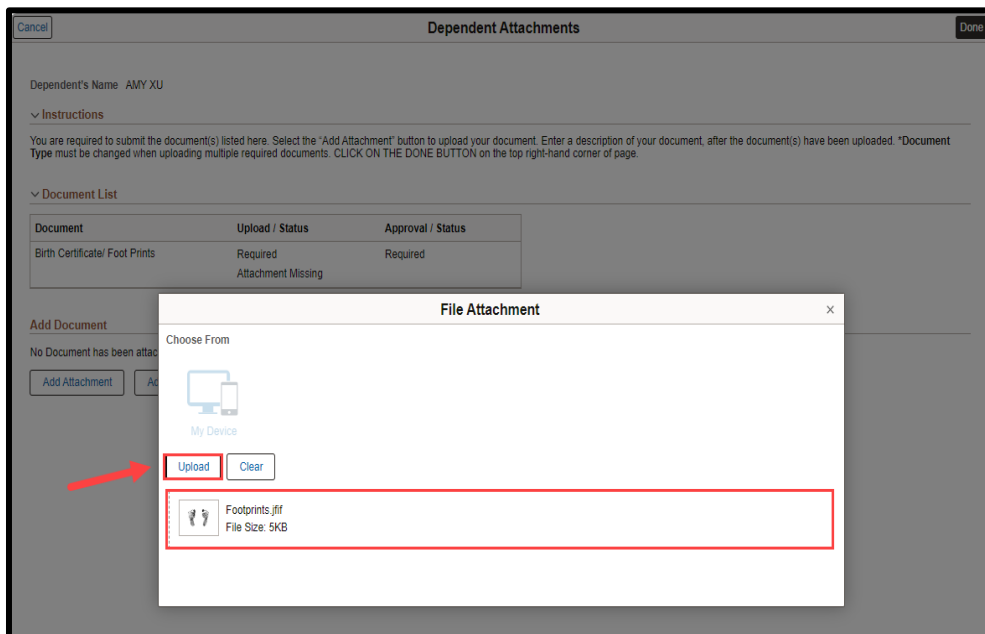 Cancel
Dependent Attachments
Done
Dependent's Name AMY XU
Instructions
You are required to submit the document(s) listed here. Select the "Add Attachment" button to upload your document. Enter a description of your document, after the document(s) have been uploaded. *Document
Type must be changed when uploading multiple required documents. CLICK ON THE DONE BUTTON on the top right-hand corner of page.
Document List
Document Upload / Status Approval / Status
Birth Certificate/ Foot Prints Required Required
Attachment Missing
File Attachment
×
Add Document
Choose From
No Document has been attac
Add Attachment
Ad
My Device
Upload
Clear
Footprints.jfif
File Size: 5KB